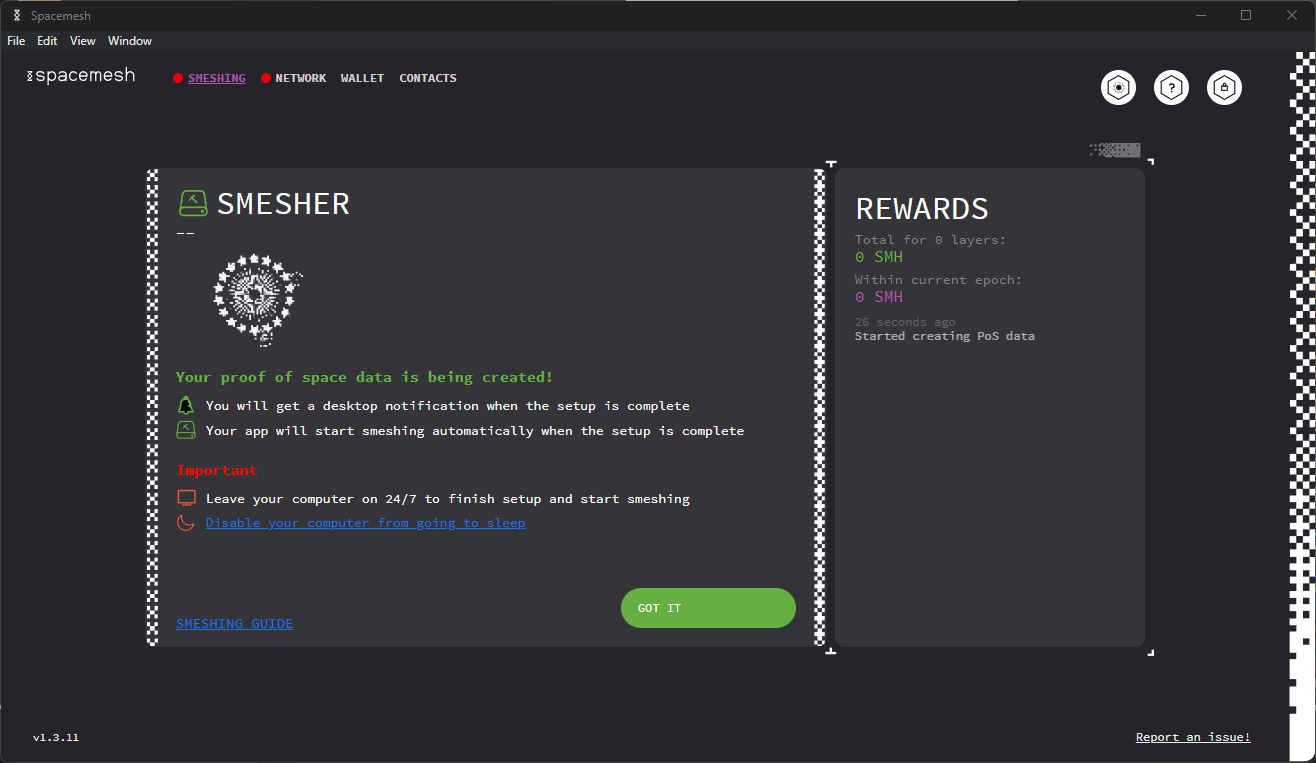 Spacemesh
File Edit View Window
spacemesh
SMESHING NETWORK WALLET CONTACTS
?
SMESHER
--
Your proof of space data is being created!
You will get a desktop notification when the setup is complete
Your app will start smeshing automatically when the setup is complete
Important
Leave your computer on 24/7 to finish setup and start smeshing
Disable your computer from going to sleep
SMESHING GUIDE
GOT IT
REWARDS
Total for 0 layers:
0 SMH
Within current epoch:
0 SMH
26 seconds ago
Started creating PoS data
v1.3.11
Report an issue!